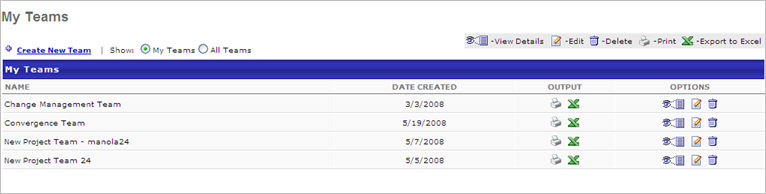 My Teams
Create New Team | Show: My Teams All Teams -View Details -Edit -Delete -Print -Export to Excel
My Teams
NAME DATE CREATED OUTPUT OPTIONS
Change Management Team 3/3/2008
Convergence Team 5/19/2008
New Project Team - manola24 5/7/2008
New Project Team 24 5/5/2008